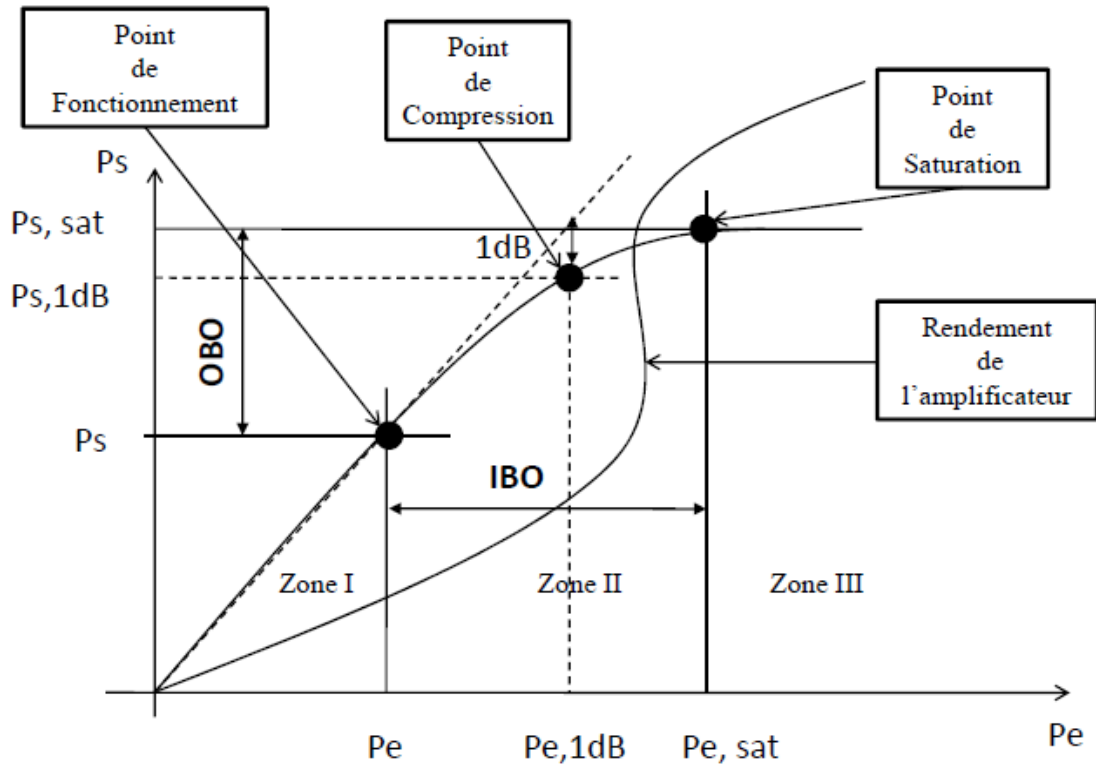 Point
de
Fonctionnement
Point
de
Compression
Point
de
Saturation
Ps
Ps, sat
1dB
Ps,1dB
OBO
Rendement
de
l'amplificateur
Ps
IBO
Zone I
Zone II
Zone III
Pe
Pe,1dB
Pe, sat
Pe